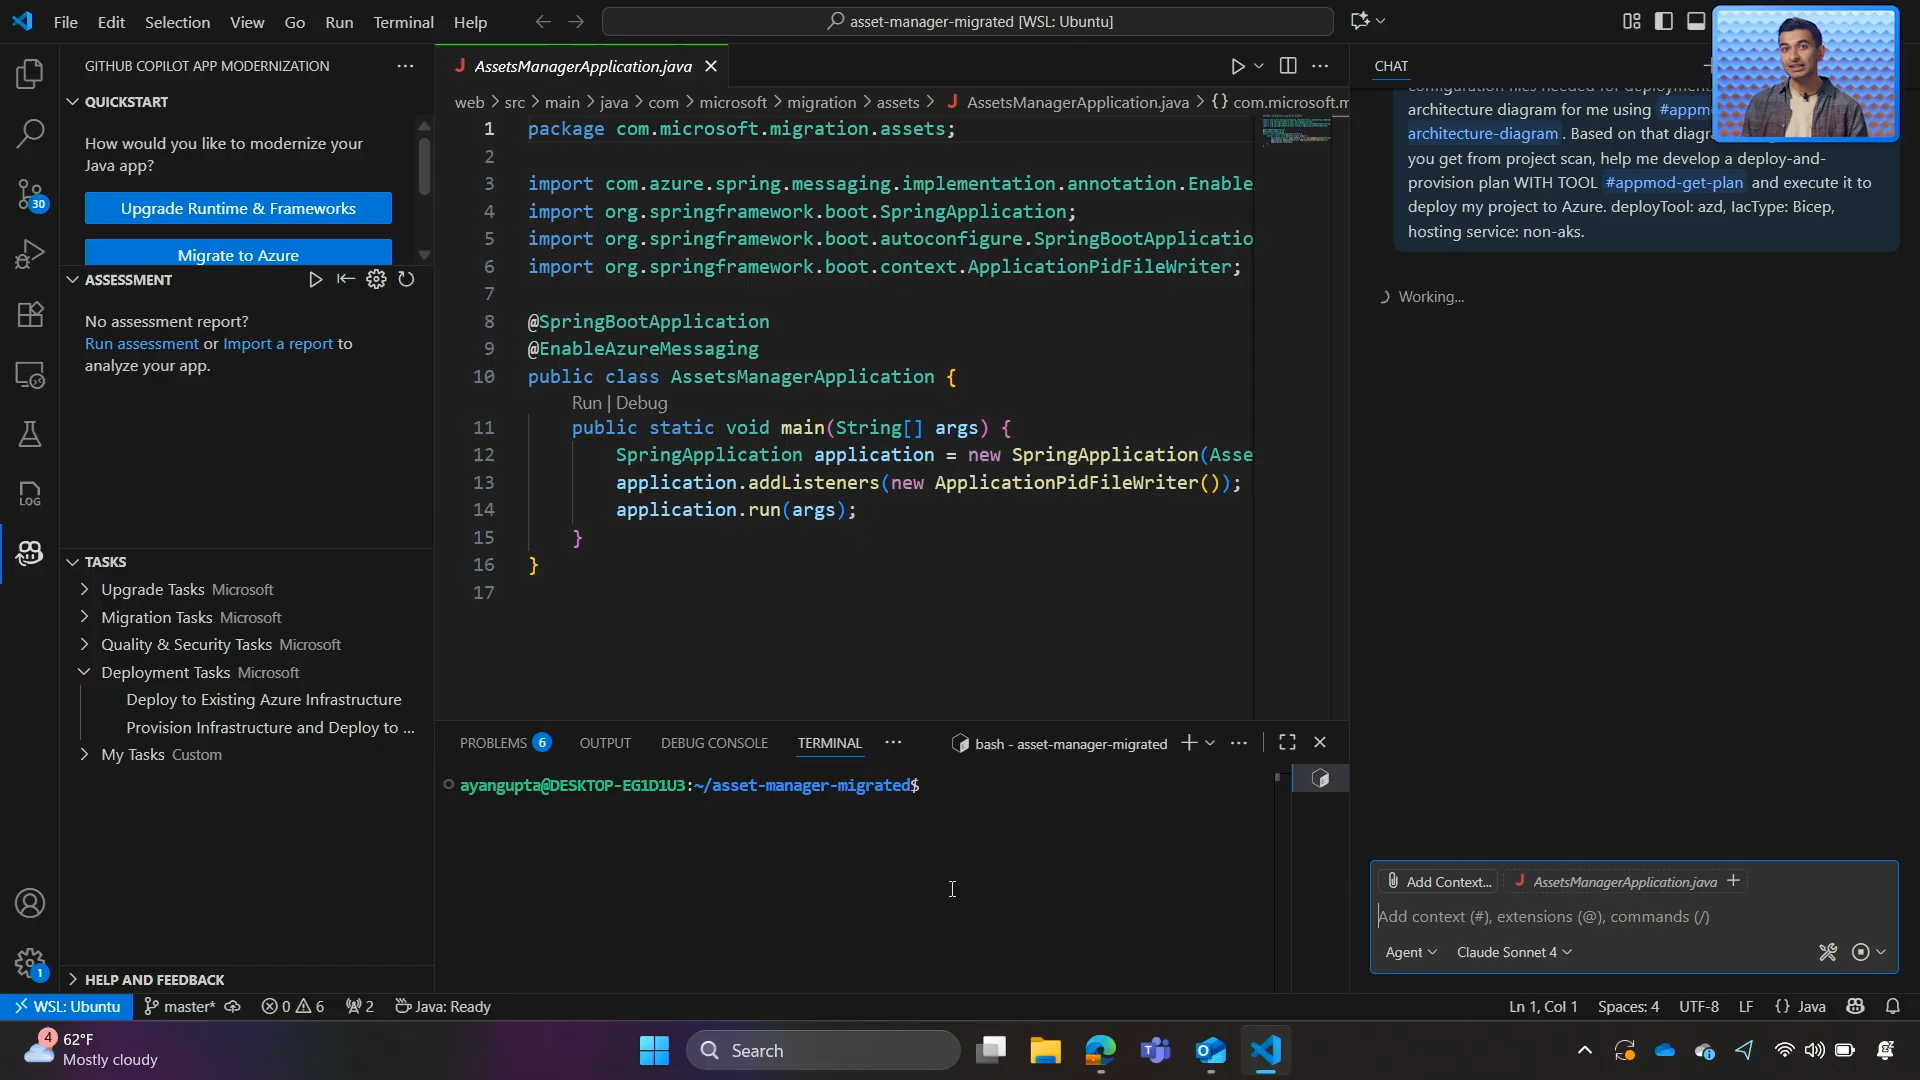 File Edit Selection View Go Run Terminal Help
asset-manager-migrated [WSL: Ubuntu]
GITHUB COPILOT APP MODERNIZATION
QUICKSTART
How would you like to modernize your
Java app?
Upgrade Runtime & Frameworks
Migrate to Azure
ASSESSMENT
No assessment report?
Run assessment or Import a report to
analyze your app.
TASKS
Upgrade Tasks Microsoft
Migration Tasks Microsoft
Quality & Security Tasks Microsoft
Deployment Tasks Microsoft
Deploy to Existing Azure Infrastructure
Provision Infrastructure and Deploy to ...
My Tasks Custom
HELP AND FEEDBACK
30
LOG
1
J AssetsManagerApplication.java
web > src > main > java > com > microsoft > migration > assets > J AssetsManagerApplication.java > {} com.microsoft.m
1 package com.microsoft.migration.assets;
2
3 import com.azure.spring.messaging.implementation.annotation.Enable
4 import org.springframework.boot.SpringApplication;
5 import org.springframework.boot.autoconfigure.SpringBootApplicatio
6 import org.springframework.boot.context.ApplicationPidFileWriter;
7
8 @SpringBootApplication
9 @EnableAzureMessaging
10 public class AssetsManagerApplication {
Run | Debug
11 public static void main(String[] args) {
12 SpringApplication application = new SpringApplication(Asse
13 application.addListeners(new ApplicationPidFileWriter());
14 application.run(args);
15 }
16 }
17
PROBLEMS 6 OUTPUT DEBUG CONSOLE TERMINAL ... bash - asset-manager-migrated
ayangupta@DESKTOP-EG1D1U3:~/asset-manager-migrated$
CHAT
architecture diagram for me using #appm
architecture-diagram . Based on that diagr
you get from project scan, help me develop a deploy-and-
provision plan WITH TOOL #appmod-get-plan and execute it to
deploy my project to Azure. deployTool: azd, IacType: Bicep,
hosting service: non-aks.
Working...
Add Context... J AssetsManagerApplication.java +
Add context (#), extensions (@), commands (/)
Agent Claude Sonnet 4
WSL: Ubuntu master* 0 6 2 Java: Ready
Ln 1, Col 1 Spaces: 4 UTF-8 LF {} Java
4 62°F
Mostly cloudy
Search